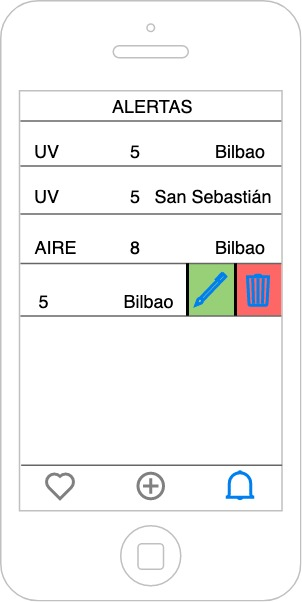 ALERTAS
UV 5 Bilbao
UV 5 San Sebastián
AIRE 8 Bilbao
5 Bilbao